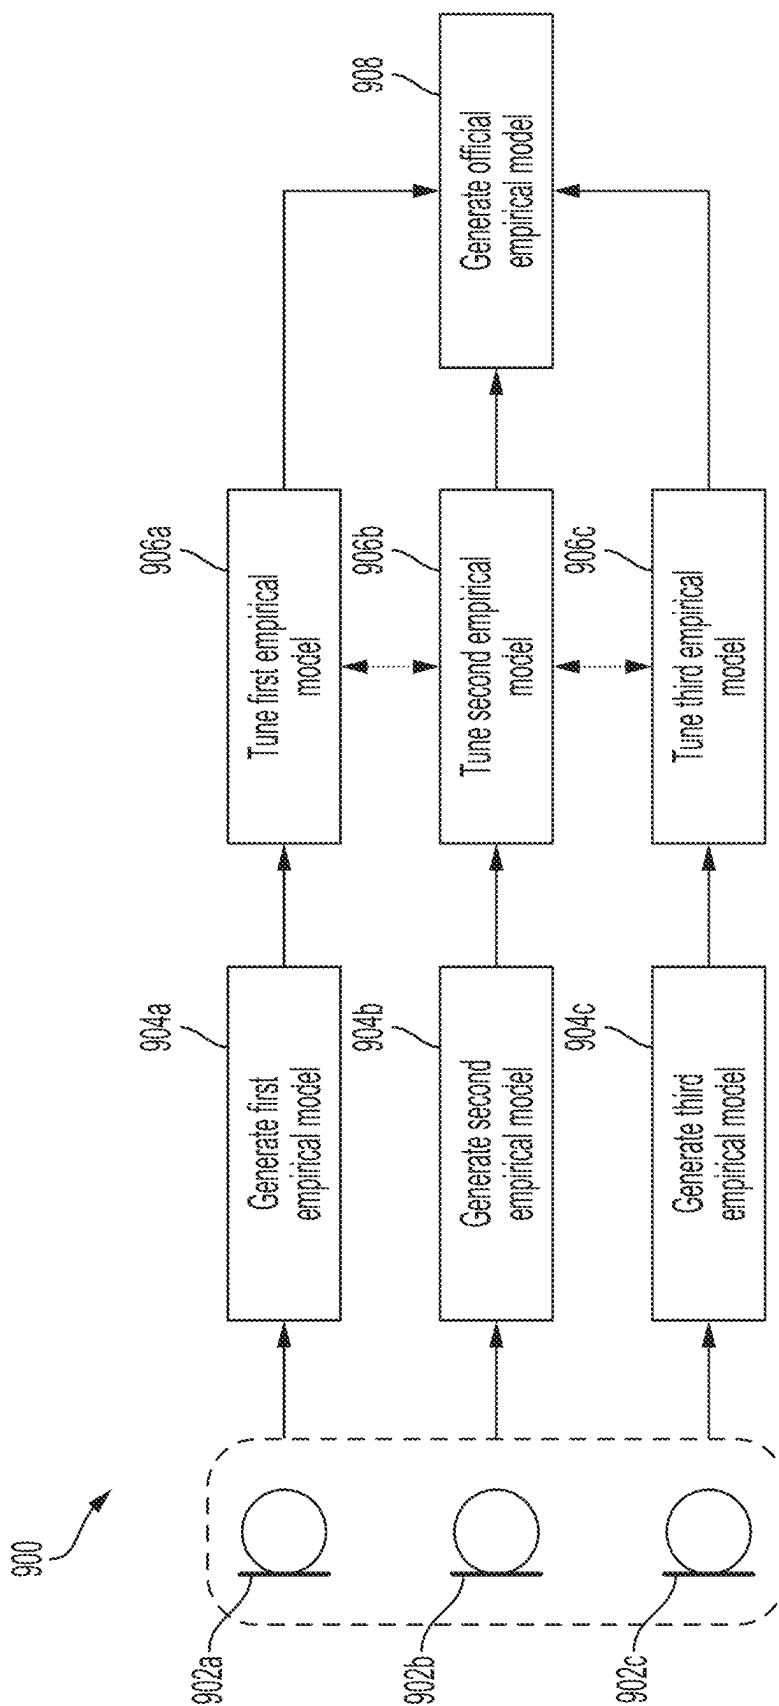 900
902a
902b
902c
904a
Generate first
empirical model
904b
Generate second
empirical model
904c
Generate third
empirical model
906a
Tune first empirical
model
906b
Tune second empirical
model
906c
Tune third empirical
model
908
Generate official
empirical model